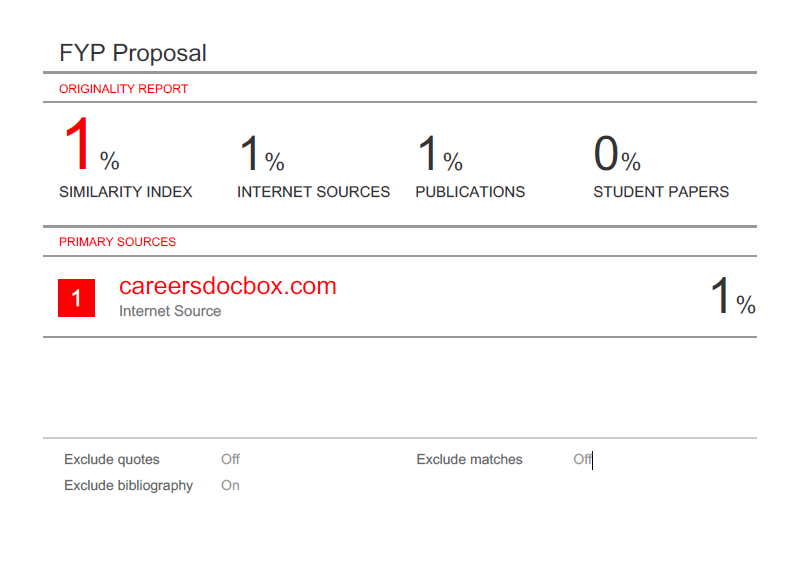 FYP Proposal
ORIGINALITY REPORT
1% 1% 1% 0%
SIMILARITY INDEX INTERNET SOURCES PUBLICATIONS STUDENT PAPERS
PRIMARY SOURCES
1 careersdocbox.com 1%
Internet Source
Exclude quotes Off Exclude matches Off
Exclude bibliography On